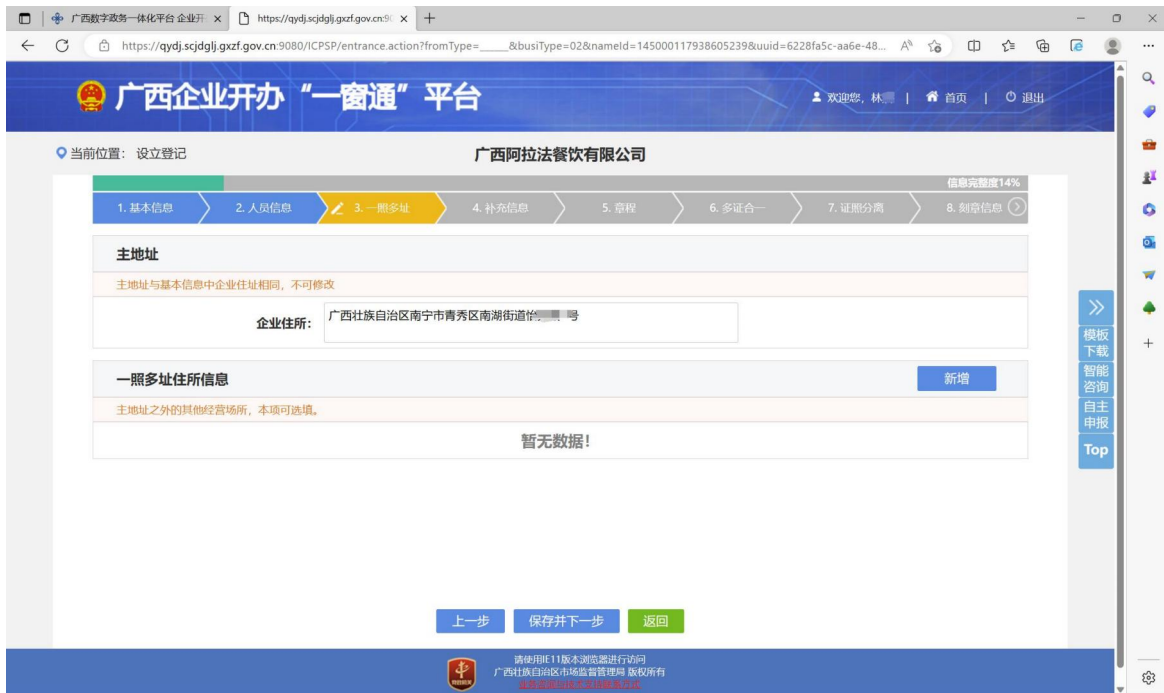 广西数字政务一体化平台 企业开
https://qydj.scjdglj.gxzf.gov.cn:90
https://qydj.scjdglj.gxzf.gov.cn:9080/ICPSP/entrance.action?fromType=_____&busiType=02&nameId=145000117938605239&uuid=6228fa5c-aa6e-48...
广西企业开办“一窗通”平台
欢迎您, 林 | 首页 | 退出
当前位置： 设立登记
广西阿拉法餐饮有限公司
信息完整度14%
1. 基本信息 2. 人员信息 3. 一照多址 4. 补充信息 5. 章程 6. 多证合一 7. 证照分离 8. 刻章信息
主地址
主地址与基本信息中企业住址相同，不可修改
企业住所： 广西壮族自治区南宁市青秀区南湖街道 号
一照多址住所信息 新增
主地址之外的其他经营场所，本项可选填。
暂无数据！
模板
下载
智能
咨询
自主
申报
Top
上一步 保存并下一步 返回
请使用IE11版本浏览器进行访问
广西壮族自治区市场监督管理局 版权所有